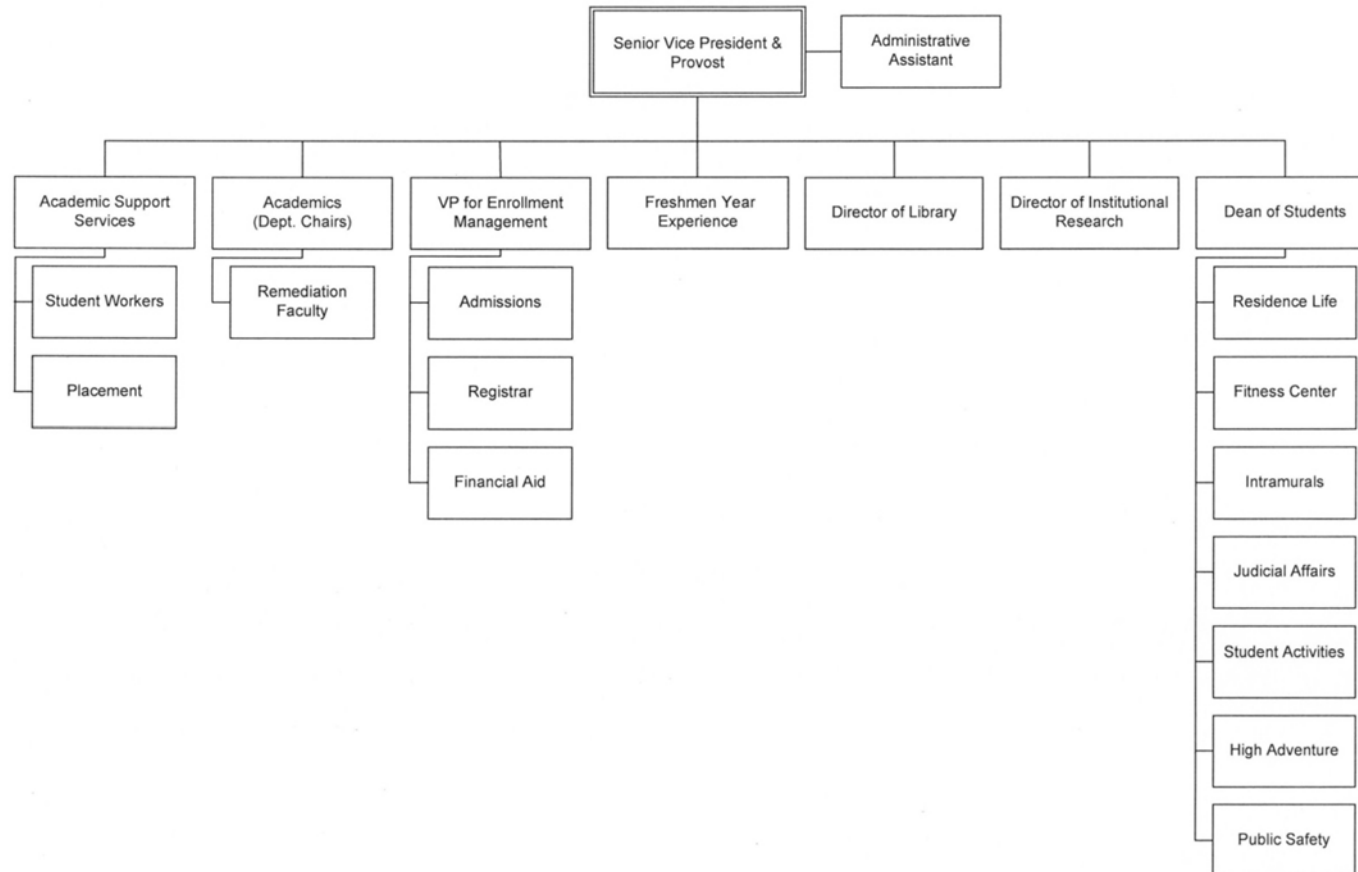 Senior Vice President &
Provost
Administrative
Assistant
Academic Support
Services
Academics
(Dept. Chairs)
VP for Enrollment
Management
Freshmen Year
Experience
Director of Library
Director of Institutional
Research
Dean of Students
Student Workers
Placement
Remediation
Faculty
Admissions
Registrar
Financial Aid
Residence Life
Fitness Center
Intramurals
Judicial Affairs
Student Activities
High Adventure
Public Safety